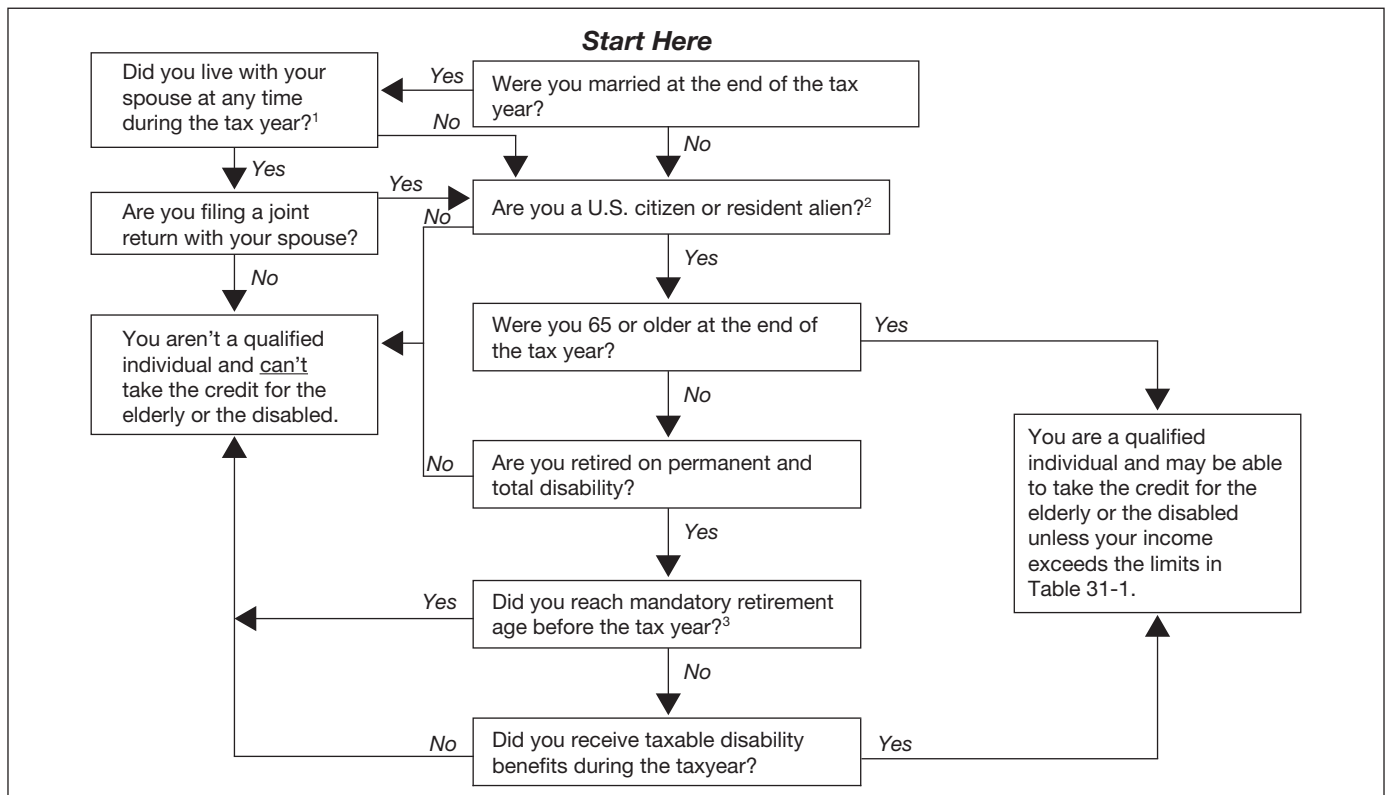 Start Here
Did you live with your
spouse at any time
during the tax year?1
Yes
Were you married at the end of the tax
year?
No
No
Yes
Are you filing a joint
return with your spouse?
Yes
Are you a U.S. citizen or resident alien?2
No
No
Yes
You aren't a qualified
individual and can't
take the credit for the
elderly or the disabled.
Were you 65 or older at the end of
the tax year?
Yes
No
Are you retired on permanent and
total disability?
No
Yes
You are a qualified
individual and may be able
to take the credit for the
elderly or the disabled
unless your income
exceeds the limits in
Table 31-1.
Did you reach mandatory retirement
age before the tax year?3
Yes
No
Did you receive taxable disability
benefits during the taxyear?
No
Yes